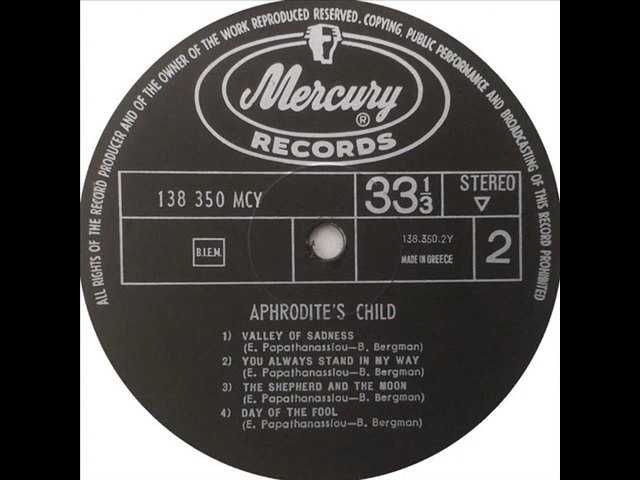 ALL RIGHTS OF THE RECORD PRODUCER AND OF THE OWNER OF THE WORK REPRODUCED RESERVED. COPYING, PUBLIC PERFORMANCE AND BROADCASTING OF THIS RECORD PROHIBITED
Mercury®
RECORDS
138 350 MCY
33 1/3
STEREO
B.I.E.M.
138.350.2Y
MADE IN GREECE
2
APHRODITE'S CHILD
1) VALLEY OF SADNESS
(E. Papathanassiou-B. Bergman)
2) YOU ALWAYS STAND IN MY WAY
(E. Papathanassiou-B. Bergman)
3) THE SHEPHERD AND THE MOON
(E. Papathanassiou-B. Bergman)
4) DAY OF THE FOOL
(E. Papathanassiou-B. Bergman)